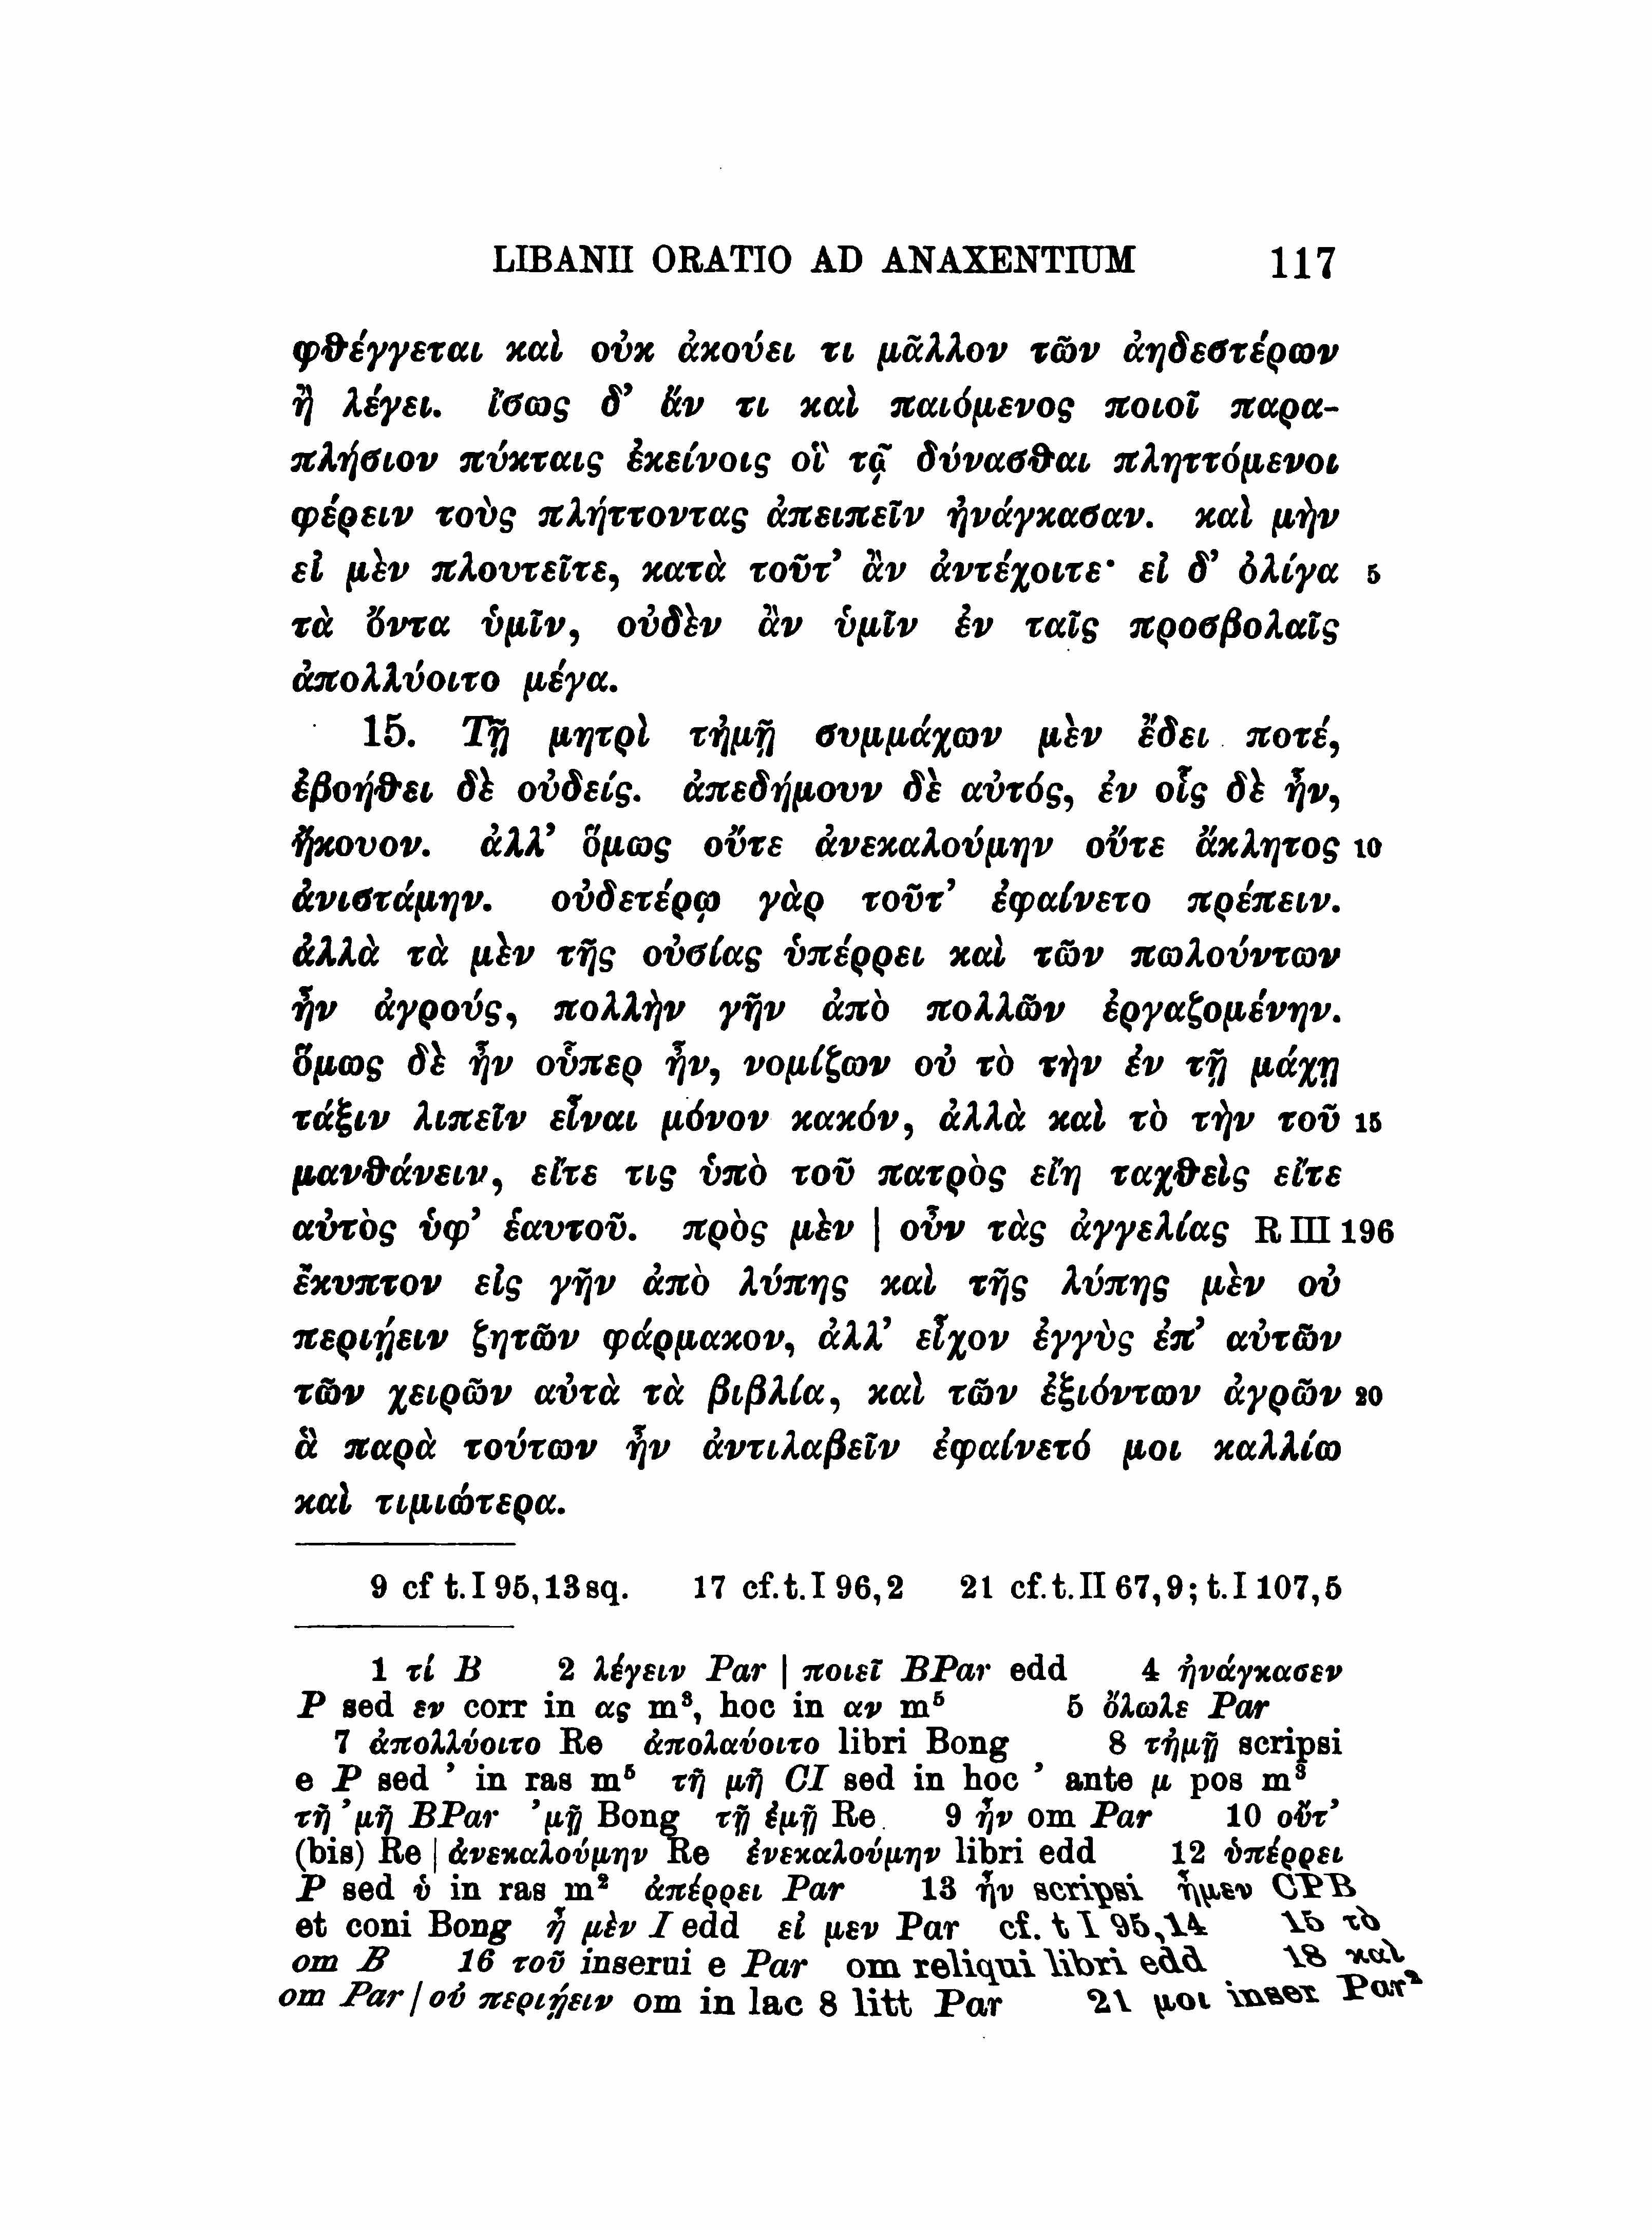 LIBANII ORATIO AD ANAXENTIUM 117
φθέγγεται καὶ οὐκ ἀκούει τι μᾶλλον τῶν ἀηδεστέρων
ἢ λέγει. ἴσως δ’ ἄν τι καὶ παιόμενος ποιοῖ παρα-
πλήσιον πύκταις ἐκείνοις οἳ τῷ δύνασθαι πληττόμενοι
φέρειν τοὺς πλήττοντας ἀπειπεῖν ἠνάγκασαν. καὶ μὴν
εἰ μὲν πλουτεῖτε, κατὰ τοῦτ’ ἂν ἀντέχοιτε· εἰ δ’ ὀλίγα 5
τὰ ὄντα ὑμῖν, οὐδὲν ἂν ὑμῖν ἐν ταῖς προσβολαῖς
ἀπολλύοιτο μέγα.
15. Τῇ μητρὶ τἠμῇ συμμάχων μὲν ἔδει ποτέ,
ἐβοήθει δὲ οὐδείς. ἀπεδήμουν δὲ αὐτός, ἐν οἷς δὲ ἦν,
ἤκουον. ἀλλ’ ὅμως οὔτε ἀνεκαλούμην οὔτε ἄκλητος 10
ἀνιστάμην. οὐδετέρῳ γὰρ τοῦτ’ ἐφαίνετο πρέπειν.
ἀλλὰ τὰ μὲν τῆς οὐσίας ὑπέρρει καὶ τῶν πωλούντων
ἦν ἀγρούς, πολλὴν γῆν ἀπὸ πολλῶν ἐργαζομένην.
ὅμως δὲ ἦν οὗπερ ἦν, νομίζων οὐ τὸ τὴν ἐν τῇ μάχῃ
τάξιν λιπεῖν εἶναι μόνον κακόν, ἀλλὰ καὶ τὸ τὴν τοῦ 15
μανθάνειν, εἴτε τις ὑπὸ τοῦ πατρὸς εἴη ταχθεὶς εἴτε
αὐτὸς ὑφ’ ἑαυτοῦ. πρὸς μὲν | οὖν τὰς ἀγγελίας R III 196
ἔκυπτον εἰς γῆν ἀπὸ λύπης καὶ τῆς λύπης μὲν οὐ
περιῄειν ζητῶν φάρμακον, ἀλλ’ εἶχον ἐγγὺς ἐπ’ αὐτῶν
τῶν χειρῶν αὐτὰ τὰ βιβλία, καὶ τῶν ἐξιόντων ἀγρῶν 20
ἃ παρὰ τούτων ἦν ἀντιλαβεῖν ἐφαίνετό μοι καλλίω
καὶ τιμιώτερα.
9 cf t. I 95,13 sq. 17 cf. t. I 96,2 21 cf. t. II 67,9; t. I 107,5
1 τί B 2 λέγειν Par | ποιεῖ BPar edd 4 ἠνάγκασεν
P sed εν corr in ας m³, hoc in αν m⁵ 5 ὄλωλε Par
7 ἀπολλύοιτο Re ἀπολαύοιτο libri Bong 8 τἠμῇ scripsi
e P sed ’ in ras m⁵ τῆ μῆ CI sed in hoc ’ ante μ pos m³
τῆ ’μῆ BPar ’μῇ Bong τῇ ἐμῇ Re 9 ἦν om Par 10 οὔτ’
(bis) Re | ἀνεκαλούμην Re ἐνεκαλούμην libri edd 12 ὑπέρρει
P sed ὑ in ras m² ἀπέρρει Par 13 ἦν scripsi ἦμεν CPB
et coni Bong ἦ μὲν I edd εἰ μεν Par cf. t I 95,14 15 τὸ
om B 16 τοῦ inserui e Par om reliqui libri edd 18 καὶ
om Par | οὐ περιῄειν om in lac 8 litt Par 21 μοι inser Par²